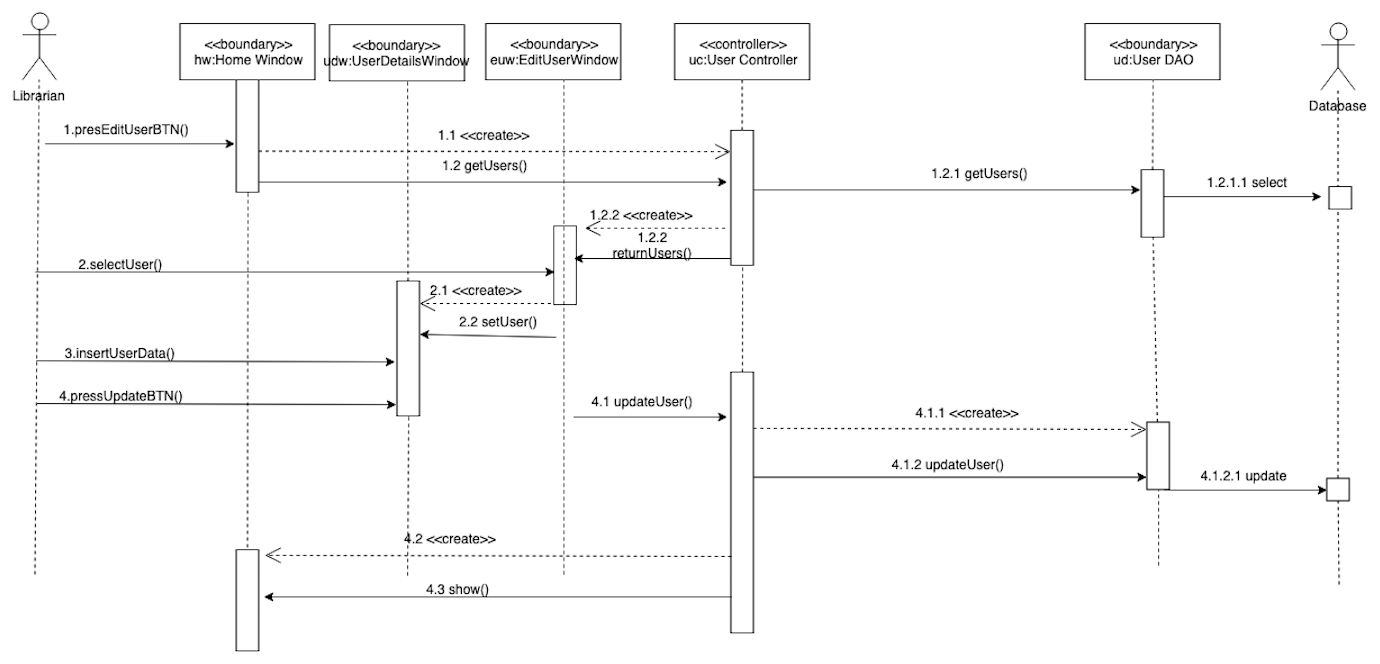 <<boundary>>
hw:Home Window
<<boundary>>
udw:UserDetailsWindow
<<boundary>>
euw:EditUserWindow
<<controller>>
uc:User Controller
<<boundary>>
ud:User DAO
Librarian
Database
1.presEditUserBTN()
1.1 <<create>>
1.2 getUsers()
1.2.1 getUsers()
1.2.1.1 select
1.2.2 <<create>>
1.2.2
returnUsers()
2.selectUser()
2.1 <<create>>
2.2 setUser()
3.insertUserData()
4.pressUpdateBTN()
4.1 updateUser()
4.1.1 <<create>>
4.1.2 updateUser()
4.1.2.1 update
4.2 <<create>>
4.3 show()